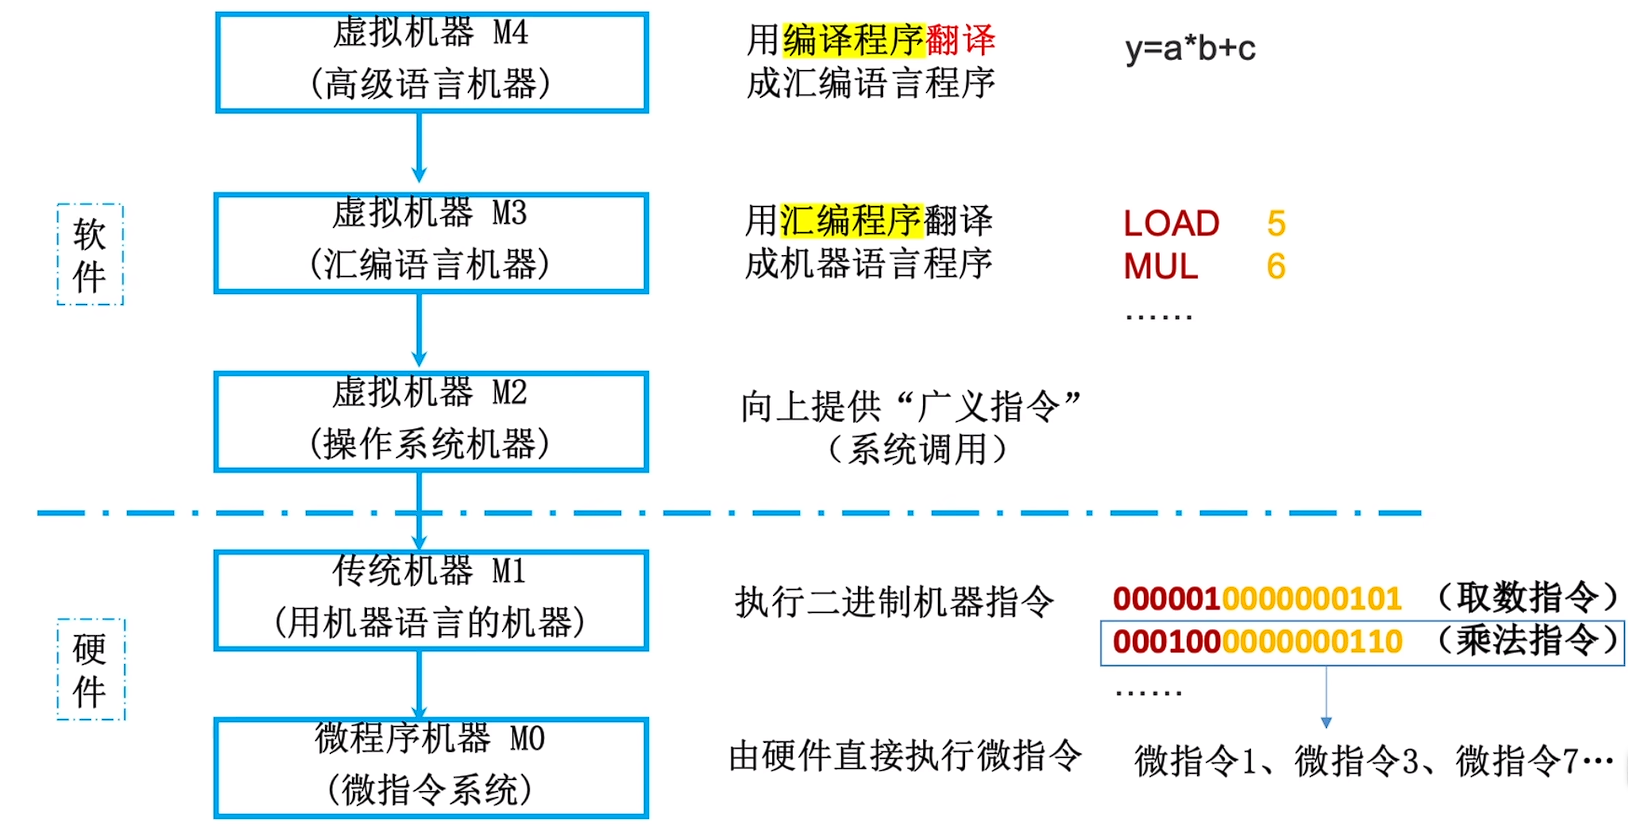 虚拟机器 M4
(高级语言机器)
用编译程序翻译
成汇编语言程序
y=a*b+c
软
件
虚拟机器 M3
(汇编语言机器)
用汇编程序翻译
成机器语言程序
LOAD 5
MUL 6
……
虚拟机器 M2
(操作系统机器)
向上提供“广义指令”
（系统调用）
硬
件
传统机器 M1
(用机器语言的机器)
执行二进制机器指令
0000010000000101 （取数指令）
0001000000000110 （乘法指令）
……
微程序机器 M0
(微指令系统)
由硬件直接执行微指令
微指令1、微指令3、微指令7…